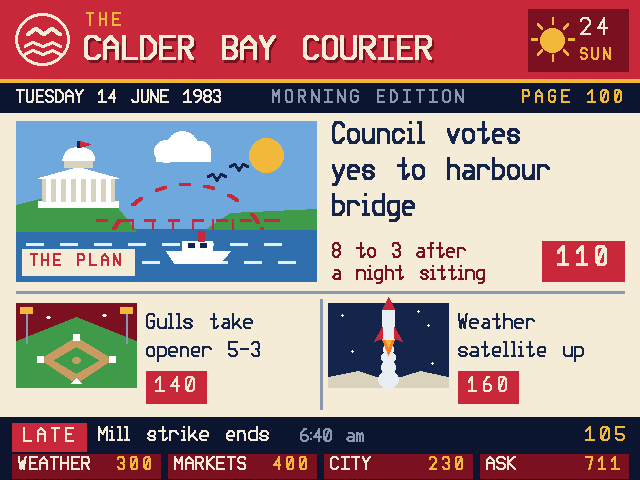 THE
CALDER BAY COURIER
24
SUN
TUESDAY 14 JUNE 1983 MORNING EDITION PAGE 100
Council votes
yes to harbour
bridge
8 to 3 after
a night sitting
110
THE PLAN
Gulls take
opener 5-3
140
Weather
satellite up
160
LATE Mill strike ends 6:40 am 105
WEATHER 300 MARKETS 400 CITY 230 ASK 711